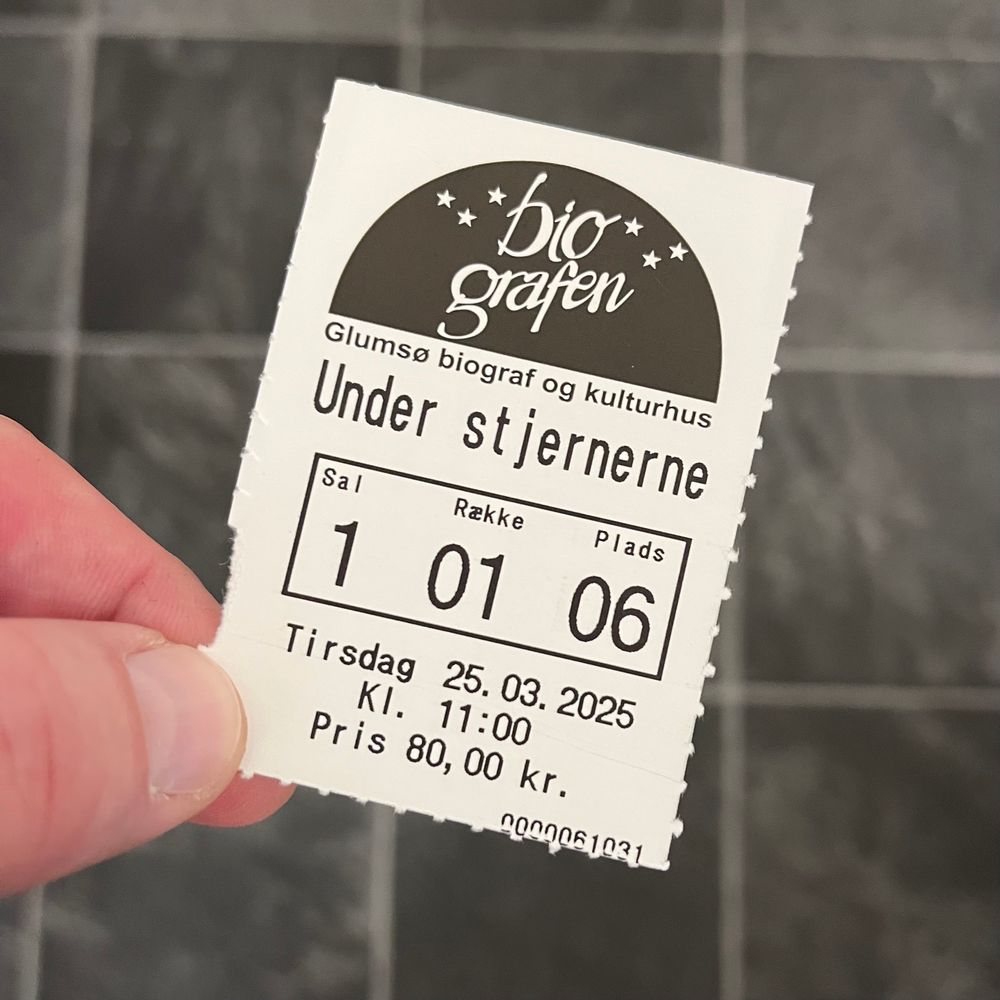 bio
grafen
Glumsø biograf og kulturhus
Under stjernerne
Sal Række Plads
1 01 06
Tirsdag 25.03.2025
Kl. 11:00
Pris 80,00 kr.
0000061031